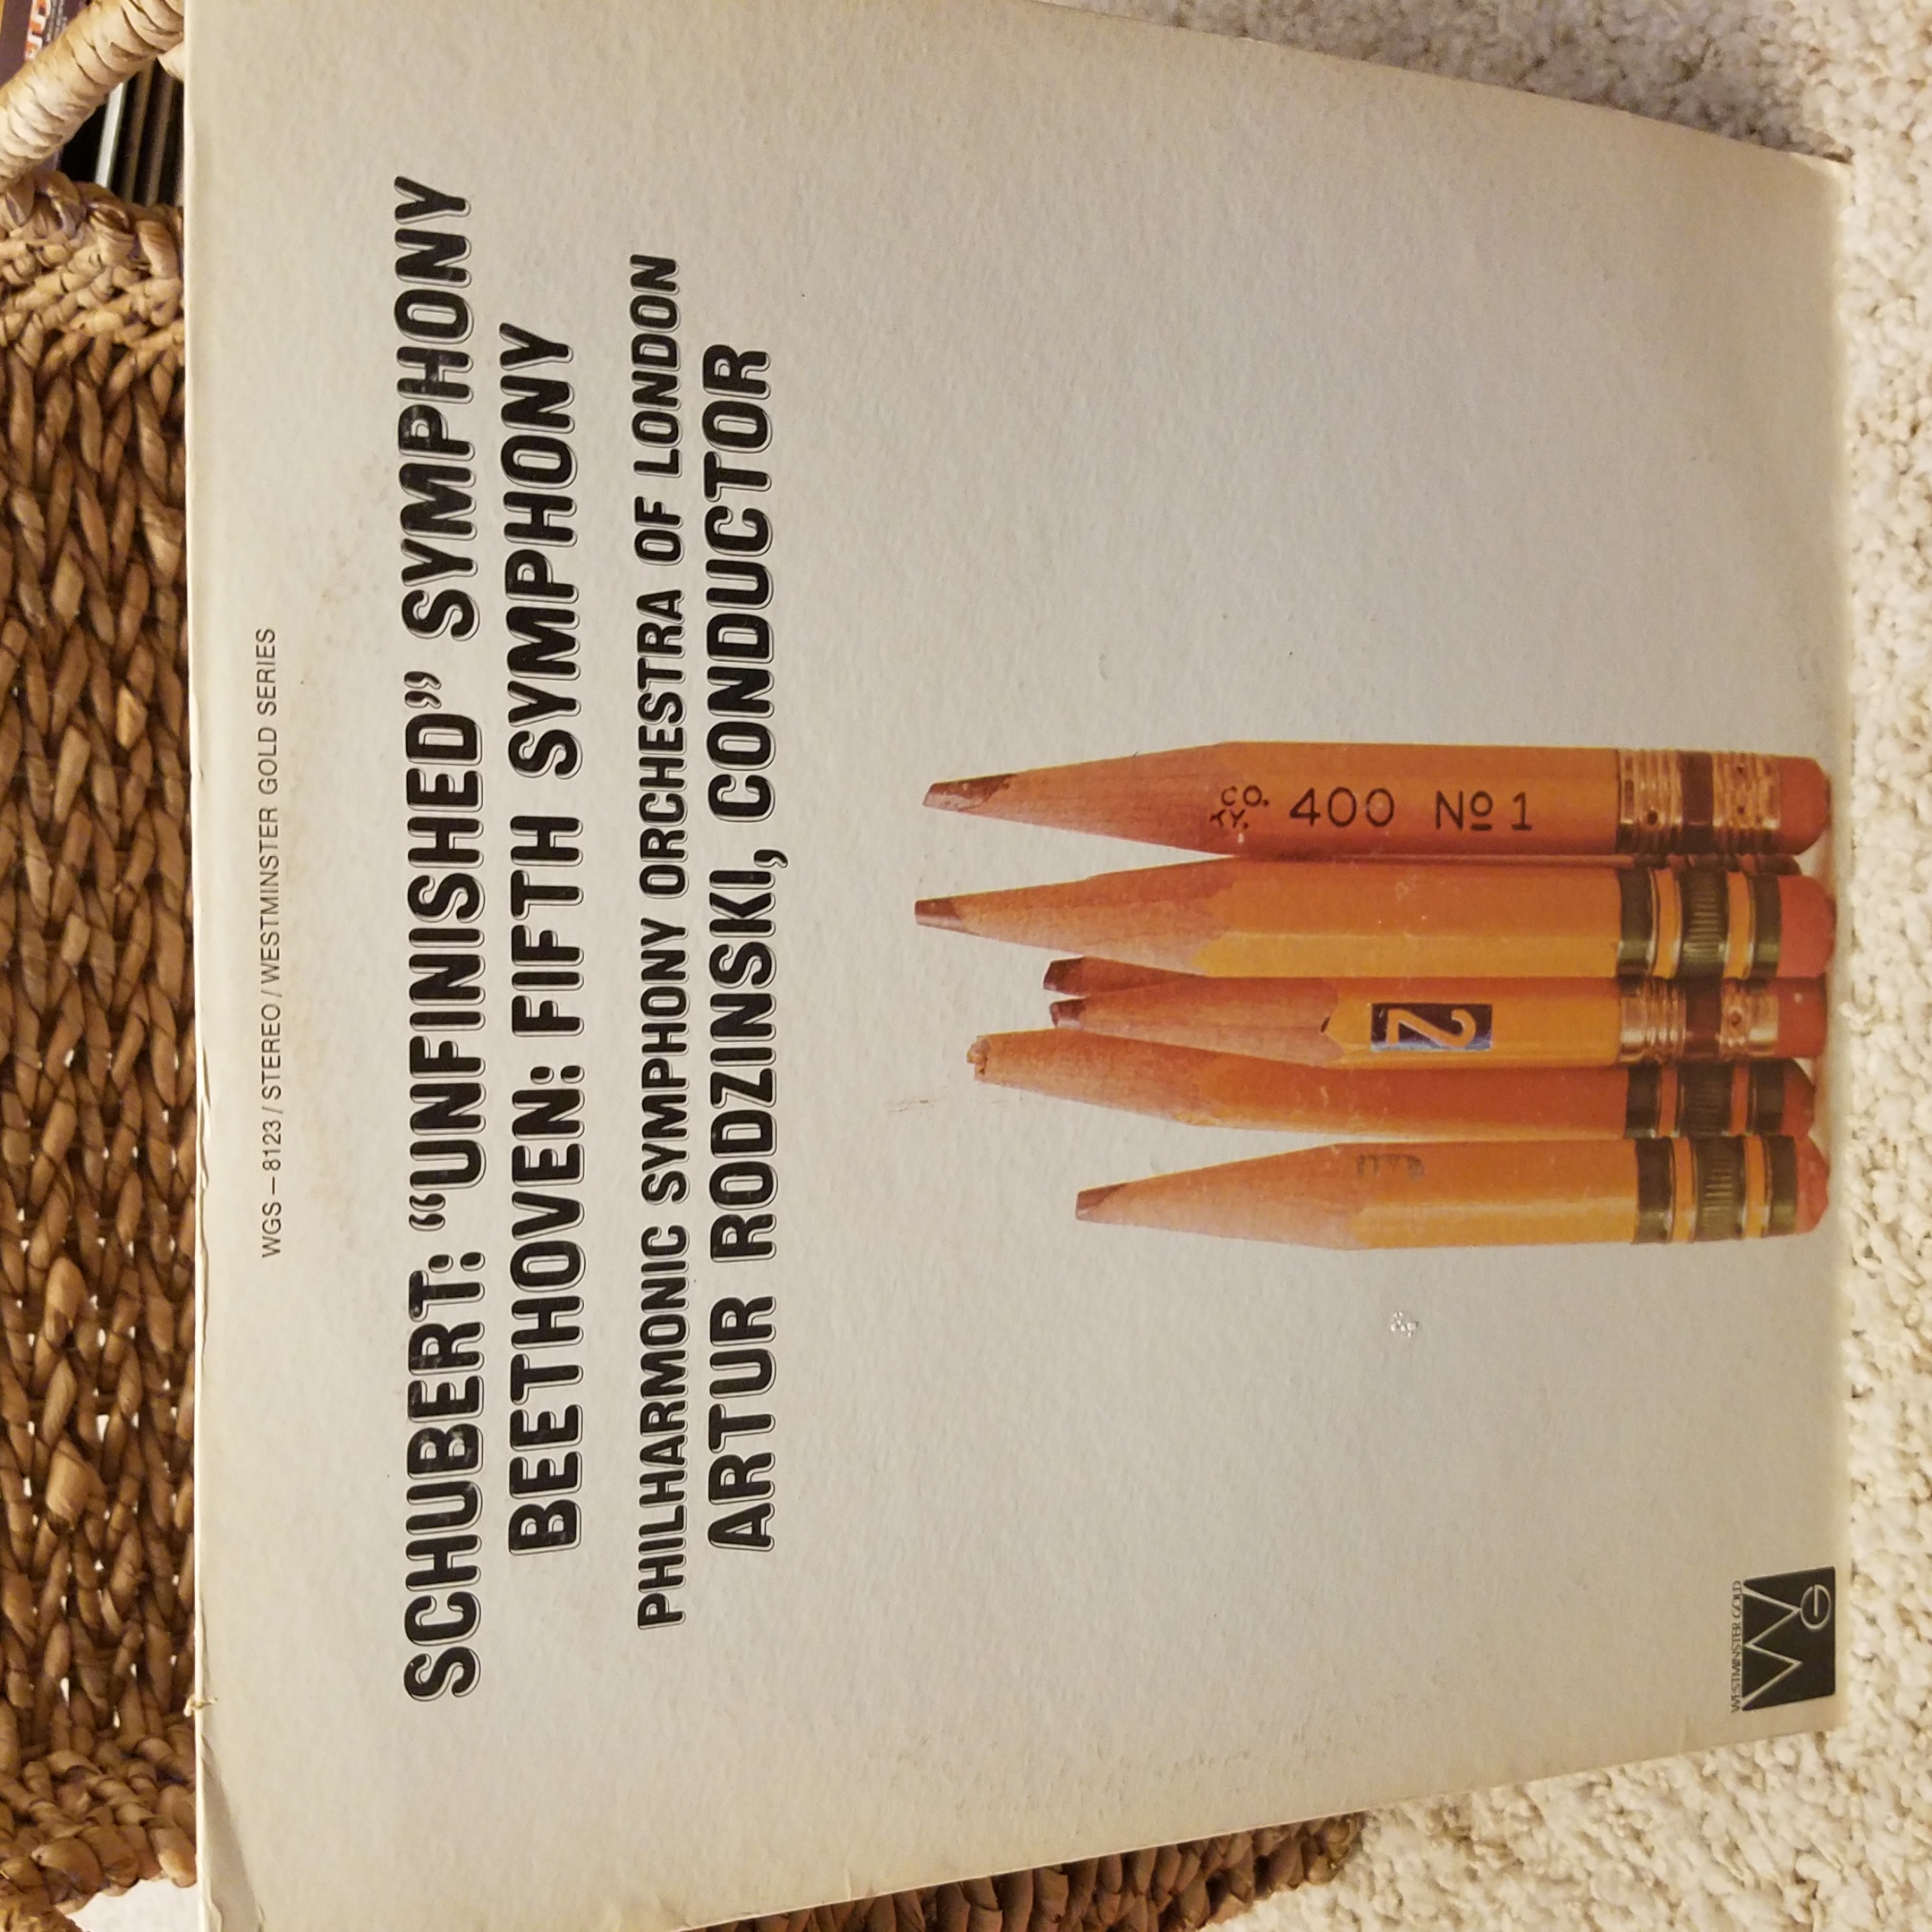 WGS – 8123 / STEREO / WESTMINSTER GOLD SERIES
SCHUBERT: “UNFINISHED” SYMPHONY
BEETHOVEN: FIFTH SYMPHONY
PHILHARMONIC SYMPHONY ORCHESTRA OF LONDON
ARTUR RODZINSKI, CONDUCTOR
CO.
400 Nº 1
2
WESTMINSTER GOLD
WG